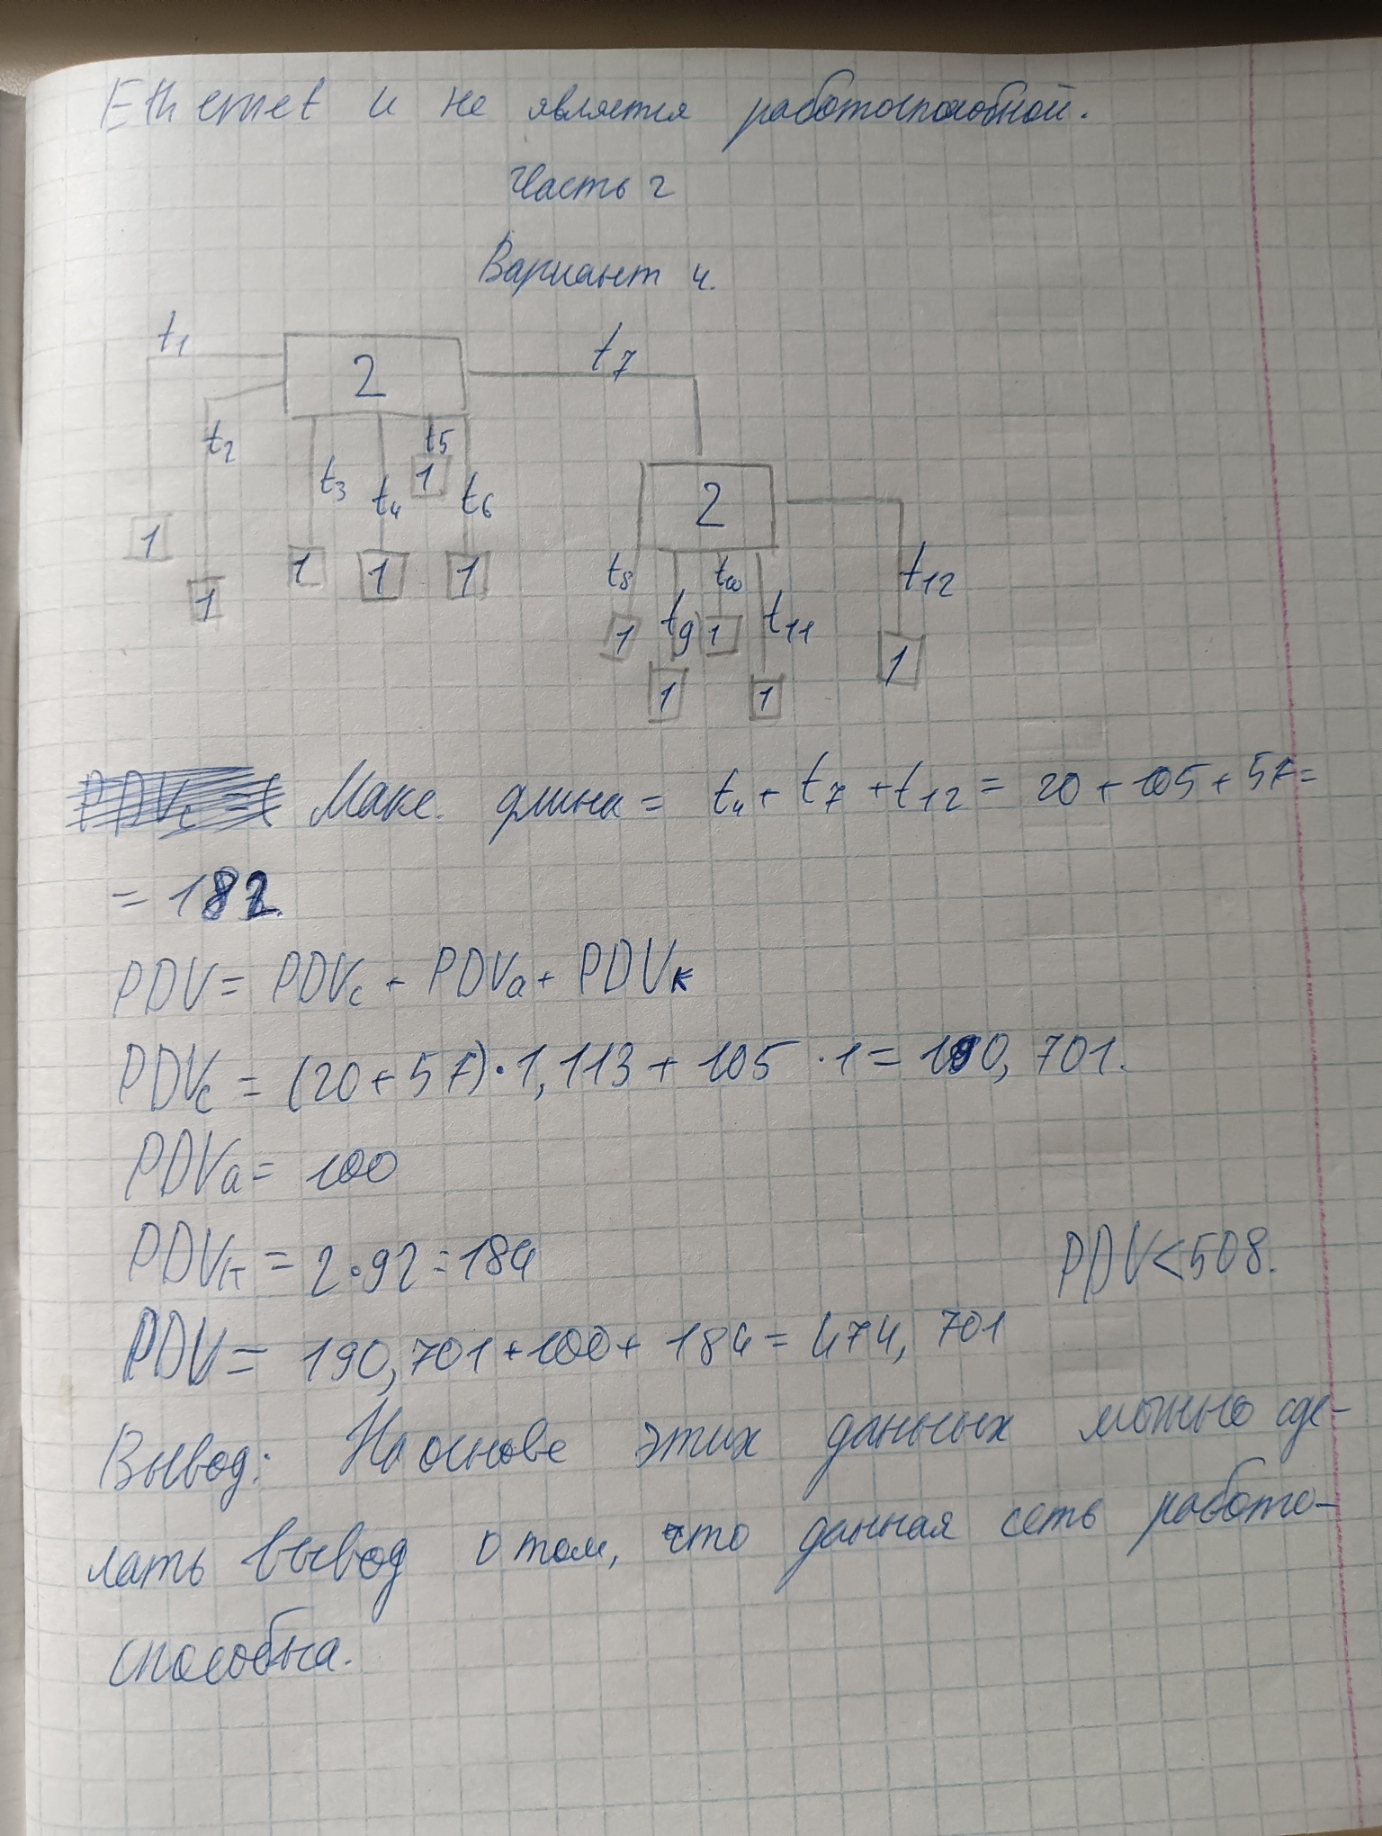 Ethernet и не является работоспособной.
Часть 2
Вариант 4.
t1
2
t7
t2
t5
t3
1
t4
t6
2
1
1
1
1
1
t8
t10
t12
t9
t11
1
1
1
1
1
Макс. длина = t4 + t7 + t12 = 20 + 105 + 57 =
= 182.
PDV = PDVc + PDVa + PDVk
PDVc = (20 + 57) · 1,113 + 105 · 1 = 190,701.
PDVa = 100
PDVк = 2 · 92 = 184
PDV < 508.
PDV = 190,701 + 100 + 184 = 474,701
Вывод: На основе этих данных можно сде-
лать вывод о том, что данная сеть работо-
способна.